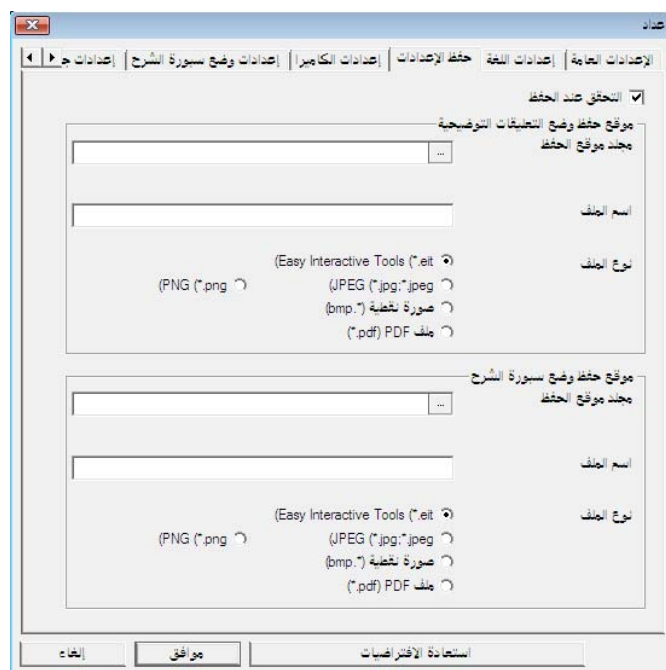 عداد
الإعدادات العامة إعدادات اللغة حفظ الإعدادات إعدادات الكاميرا إعدادات وضع سبورة الشرح إعدادات جـ
التحقق عند الحفظ
موقع حفظ وضع التعليقات التوضيحية
مجلد موقع الحفظ
...
اسم الملف
نوع الملف
(Easy Interactive Tools (*.eit
(JPEG (*.jpg;*.jpeg (PNG (*.png
صورة نقطية (*.bmp)
ملف PDF (*.pdf)
موقع حفظ وضع سبورة الشرح
مجلد موقع الحفظ
...
اسم الملف
نوع الملف
(Easy Interactive Tools (*.eit
(JPEG (*.jpg;*.jpeg (PNG (*.png
صورة نقطية (*.bmp)
ملف PDF (*.pdf)
استعادة الافتراضيات موافق إلغاء